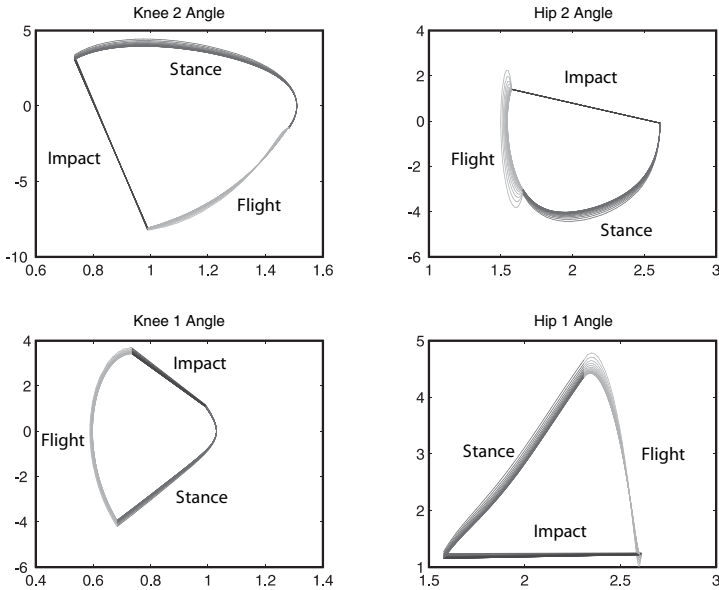 Knee 2 Angle
5
0
-5
-10
0.6 0.8 1 1.2 1.4 1.6
Stance
Impact
Flight
Hip 2 Angle
4
2
0
-2
-4
-6
1 1.5 2 2.5 3
Impact
Flight
Stance
Knee 1 Angle
4
2
0
-2
-4
-6
0.4 0.6 0.8 1 1.2 1.4
Impact
Flight
Stance
Hip 1 Angle
5
4
3
2
1
1.5 2 2.5 3
Stance
Flight
Impact